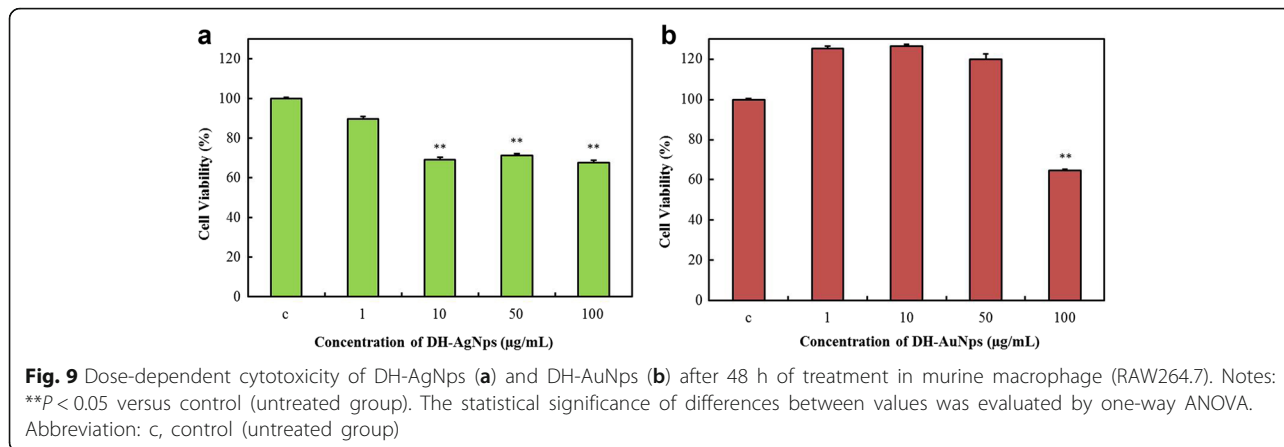 a
120
100
80
60
40
20
0
Cell Viability (%)
** ** **
c 1 10 50 100
Concentration of DH-AgNps (µg/mL)
b
120
100
80
60
40
20
0
Cell Viability (%)
**
c 1 10 50 100
Concentration of DH-AuNps (µg/mL)
Fig. 9 Dose-dependent cytotoxicity of DH-AgNps (a) and DH-AuNps (b) after 48 h of treatment in murine macrophage (RAW264.7). Notes:
**P < 0.05 versus control (untreated group). The statistical significance of differences between values was evaluated by one-way ANOVA.
Abbreviation: c, control (untreated group)